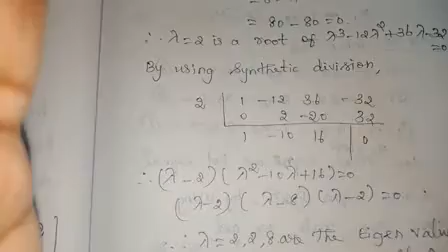 = 80 - 80 = 0.
∴ λ = 2 is a root of λ³-12λ²+36λ-32
=0
By using synthetic division,
2 | 1 -12 36 -32
0 2 -20 32
1 -10 16 | 0
∴ (λ-2) ( λ²-10λ+16)=0
(λ-2) ( λ-8) (λ-2) = 0
∴ λ = 2, 2, 8 are the Eigen